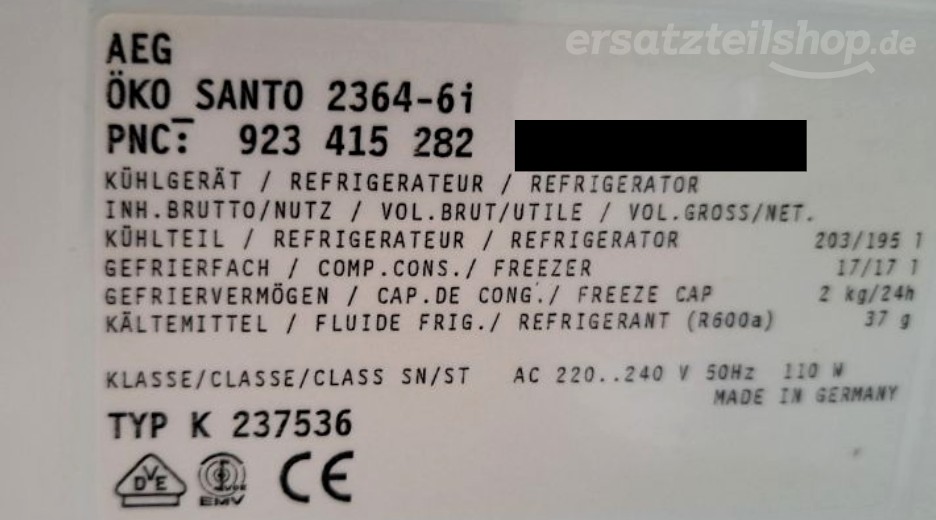 ersatzteilshop.de
AEG
ÖKO_SANTO 2364-6i
PNC: 923 415 282
KÜHLGERÄT / REFRIGERATEUR / REFRIGERATOR
INH.BRUTTO/NUTZ / VOL.BRUT/UTILE / VOL.GROSS/NET.
KÜHLTEIL / REFRIGERATEUR / REFRIGERATOR 203/195 l
GEFRIERFACH / COMP.CONS./ FREEZER 17/17 l
GEFRIERVERMÖGEN / CAP.DE CONG./ FREEZE CAP 2 kg/24h
KÄLTEMITTEL / FLUIDE FRIG./ REFRIGERANT (R600a) 37 g
KLASSE/CLASSE/CLASS SN/ST AC 220..240 V 50Hz 110 W
MADE IN GERMANY
TYP K 237536
DVE VDE CE
EMV